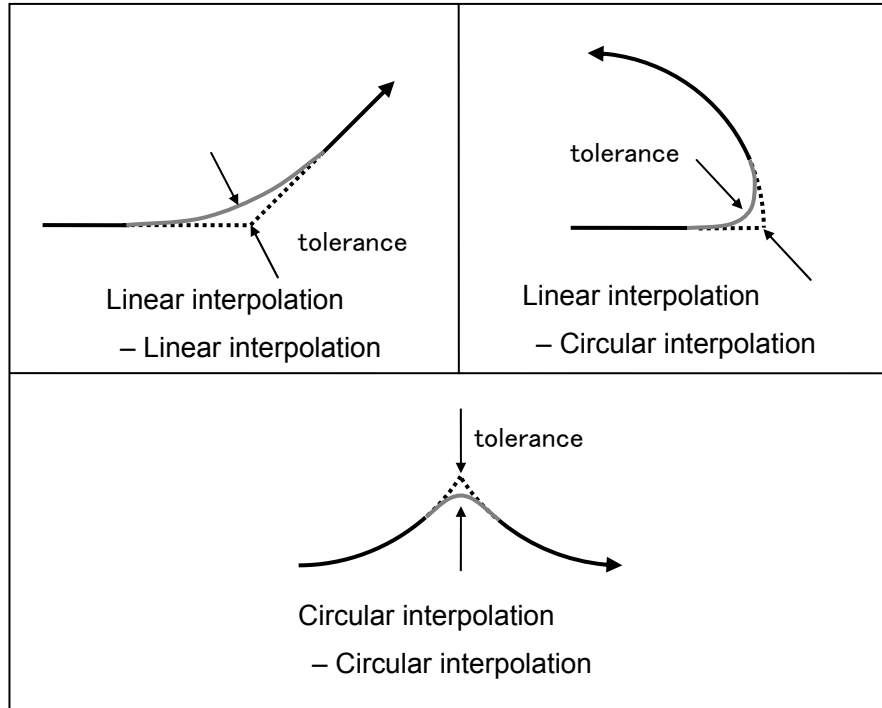 tolerance
Linear interpolation
– Linear interpolation
tolerance
Linear interpolation
– Circular interpolation
tolerance
Circular interpolation
– Circular interpolation